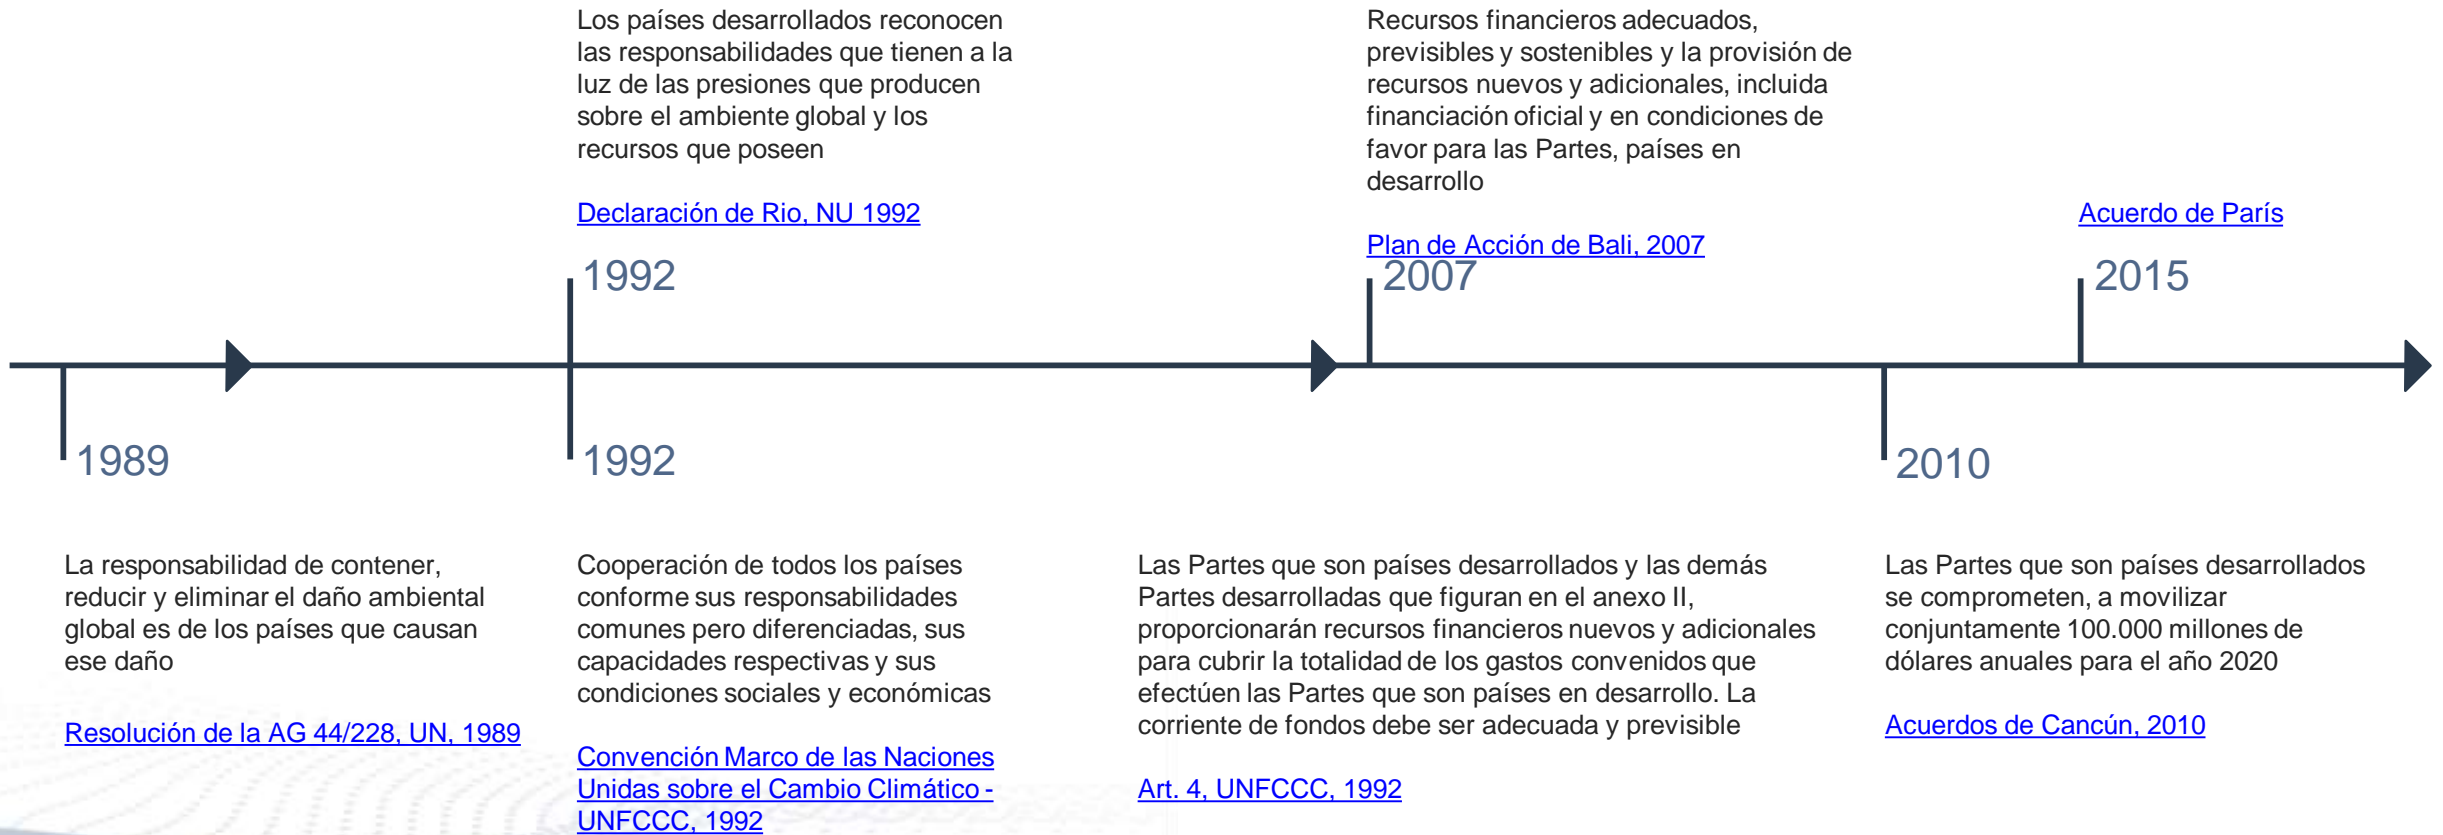 Los países desarrollados reconocen
las responsabilidades que tienen a la
luz de las presiones que producen
sobre el ambiente global y los
recursos que poseen
Declaración de Rio, NU 1992
1992
Recursos financieros adecuados,
previsibles y sostenibles y la provisión de
recursos nuevos y adicionales, incluida
financiación oficial y en condiciones de
favor para las Partes, países en
desarrollo
Plan de Acción de Bali, 2007
2007
Acuerdo de París
2015
1989
La responsabilidad de contener,
reducir y eliminar el daño ambiental
global es de los países que causan
ese daño
Resolución de la AG 44/228, UN, 1989
1992
Cooperación de todos los países
conforme sus responsabilidades
comunes pero diferenciadas, sus
capacidades respectivas y sus
condiciones sociales y económicas
Convención Marco de las Naciones
Unidas sobre el Cambio Climático -
UNFCCC, 1992
Las Partes que son países desarrollados y las demás
Partes desarrolladas que figuran en el anexo II,
proporcionarán recursos financieros nuevos y adicionales
para cubrir la totalidad de los gastos convenidos que
efectúen las Partes que son países en desarrollo. La
corriente de fondos debe ser adecuada y previsible
Art. 4, UNFCCC, 1992
2010
Las Partes que son países desarrollados
se comprometen, a movilizar
conjuntamente 100.000 millones de
dólares anuales para el año 2020
Acuerdos de Cancún, 2010